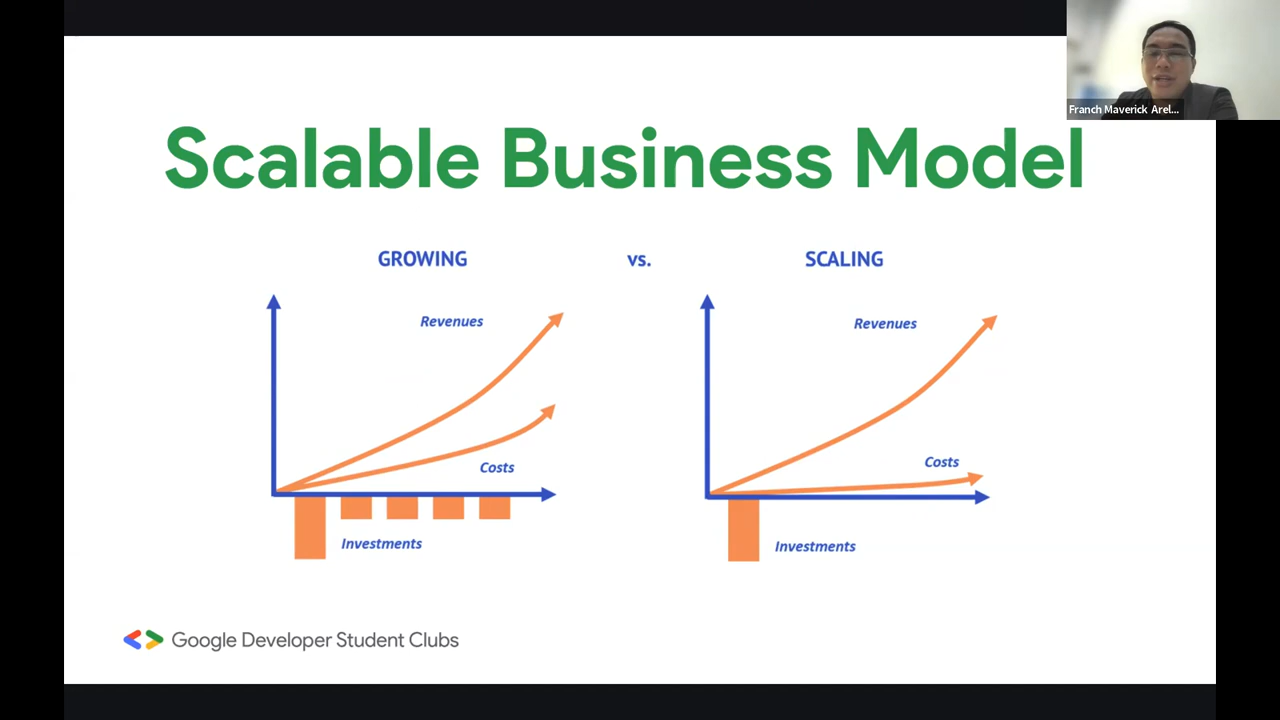 Franch Maverick Arel...
Scalable Business Model
GROWING vs. SCALING
Revenues
Costs
Investments
Revenues
Costs
Investments
Google Developer Student Clubs